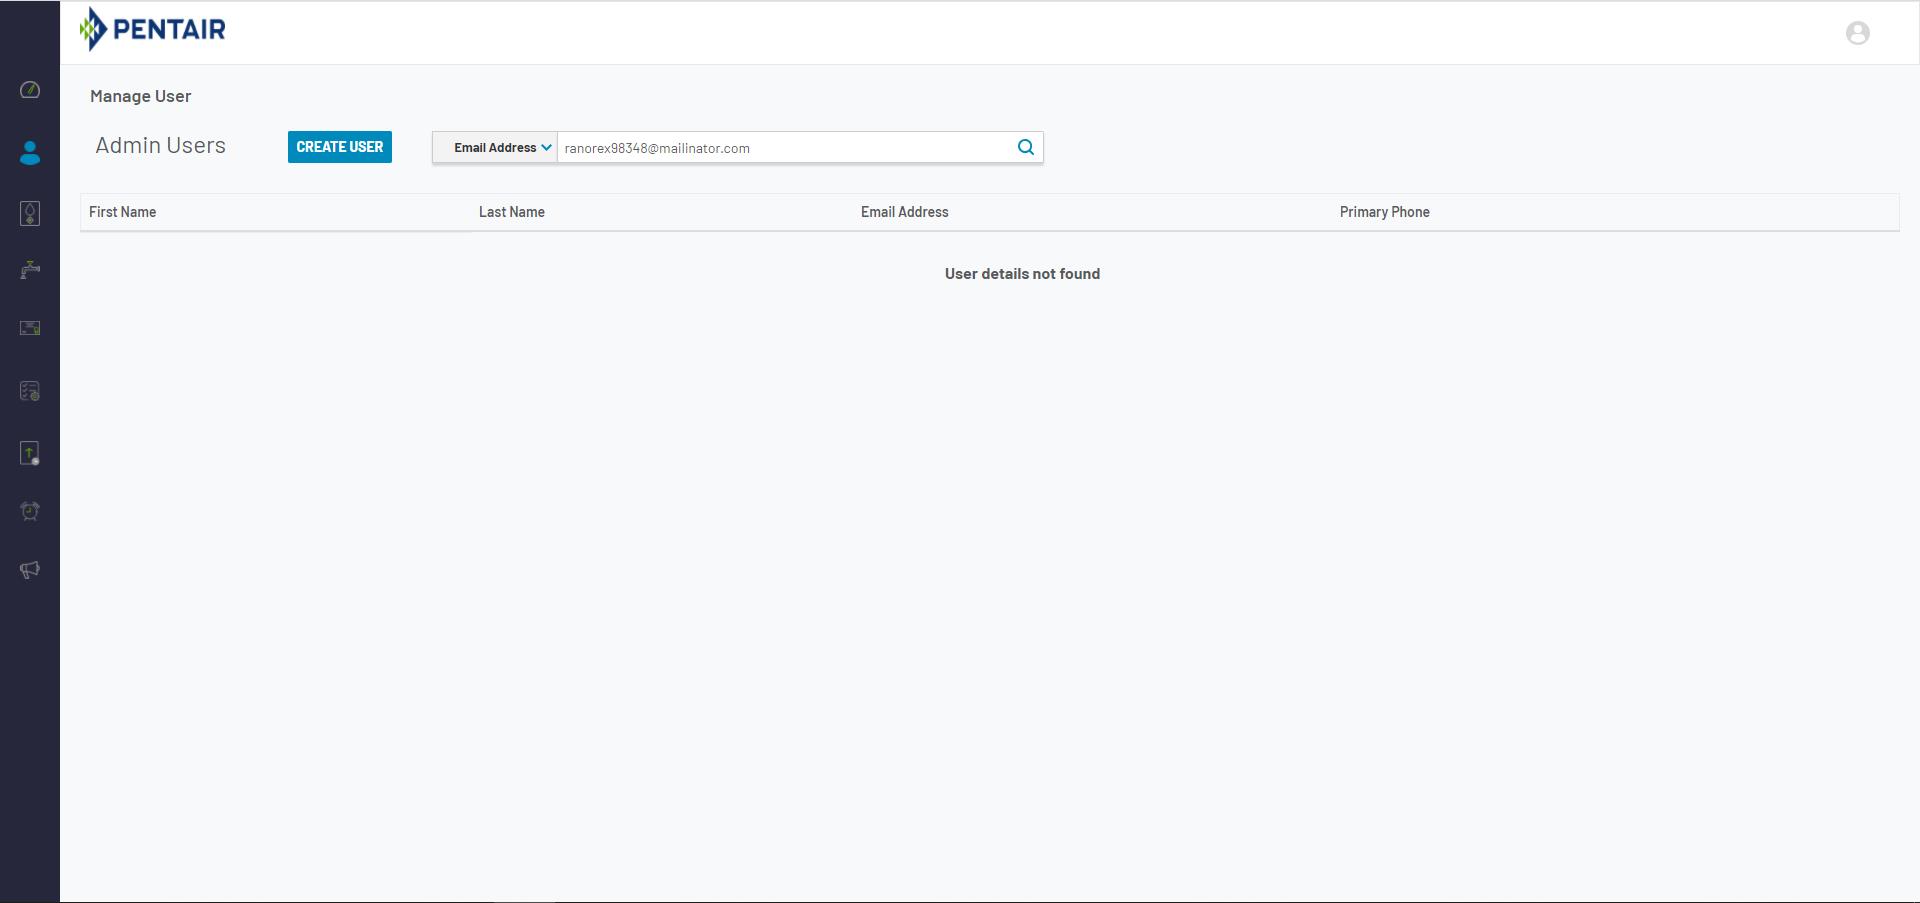 PENTAIR
Manage User
Admin Users
CREATE USER
Email Address
ranorex98348@mailinator.com
First Name
Last Name
Email Address
Primary Phone
User details not found